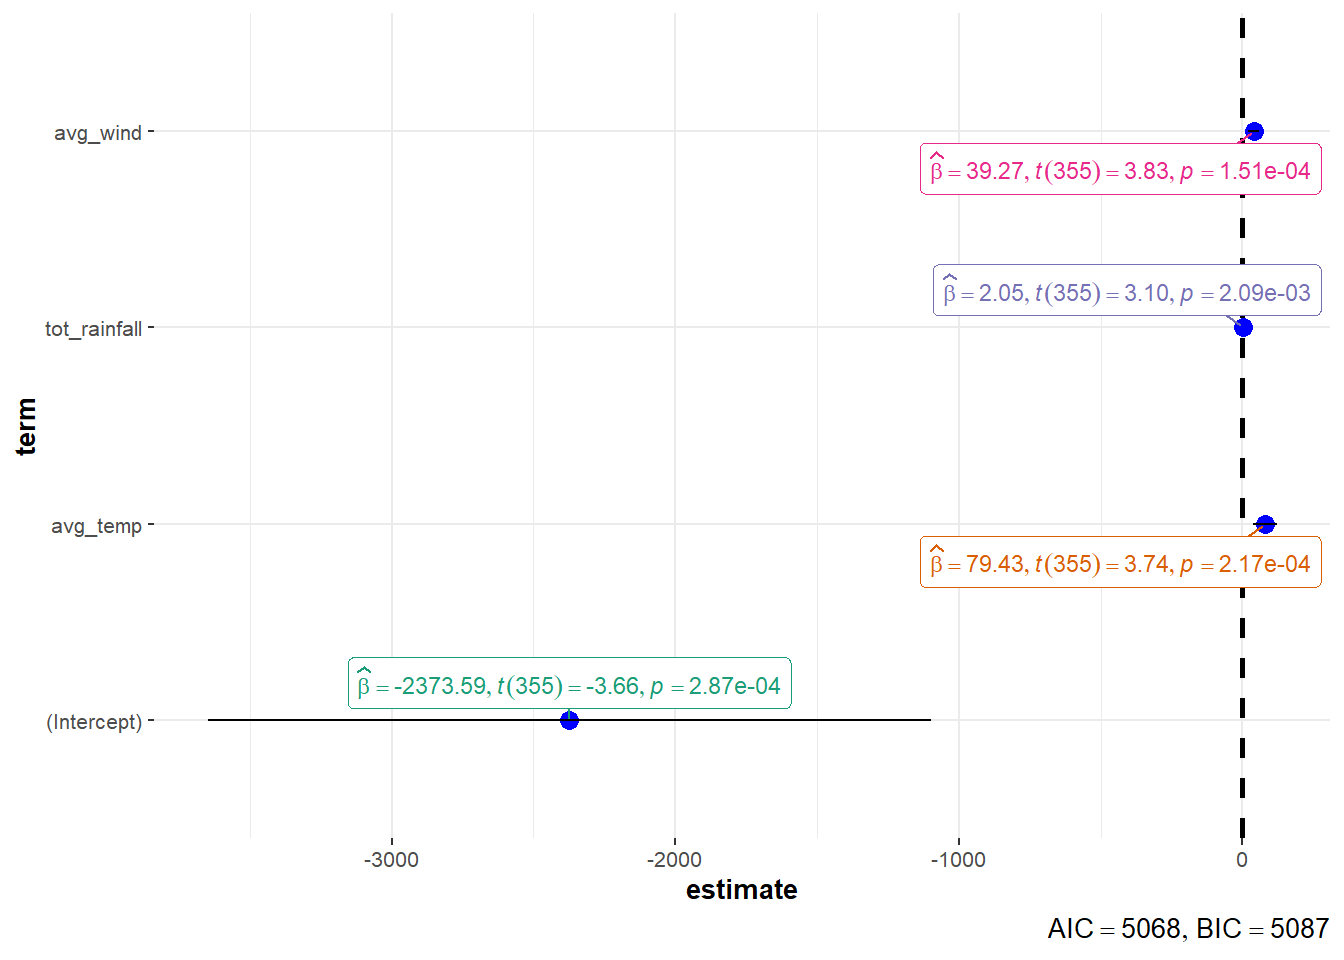 avg_wind
β̂ = 39.27, t(355) = 3.83, p = 1.51e-04
β̂ = 2.05, t(355) = 3.10, p = 2.09e-03
tot_rainfall
term
avg_temp
β̂ = 79.43, t(355) = 3.74, p = 2.17e-04
β̂ = -2373.59, t(355) = -3.66, p = 2.87e-04
(Intercept)
-3000 -2000 -1000 0
estimate
AIC = 5068, BIC = 5087